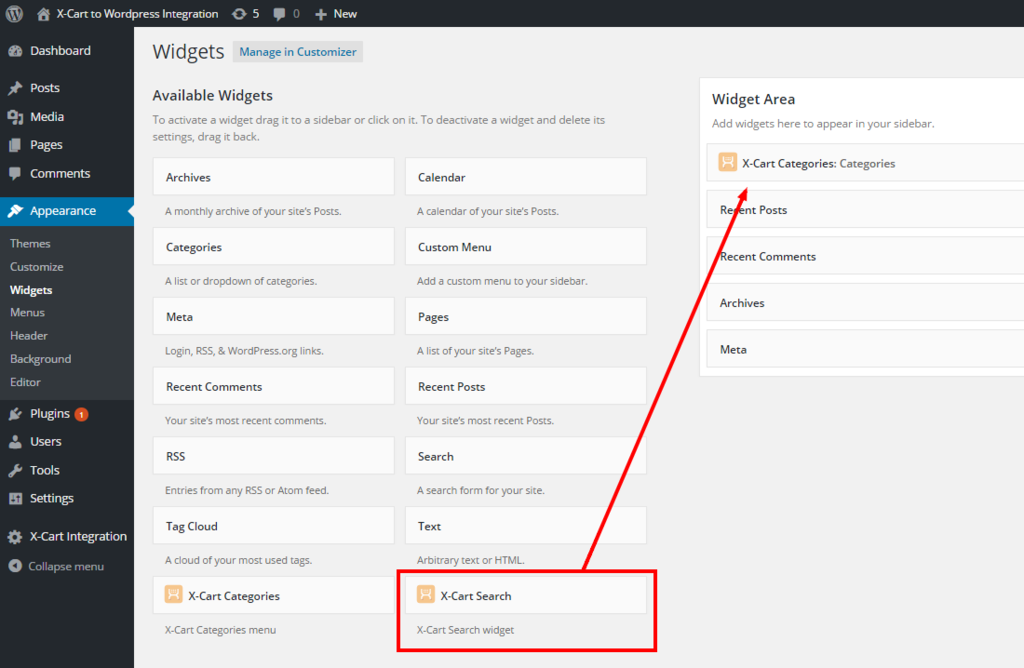 X-Cart to Wordpress Integration 5 0 New
Dashboard
Posts
Media
Pages
Comments
Appearance
Themes
Customize
Widgets
Menus
Header
Background
Editor
Plugins 1
Users
Tools
Settings
X-Cart Integration
Collapse menu
Widgets Manage in Customizer
Available Widgets
To activate a widget drag it to a sidebar or click on it. To deactivate a widget and delete its
settings, drag it back.
Archives
A monthly archive of your site's Posts.
Calendar
A calendar of your site's Posts.
Categories
A list or dropdown of categories.
Custom Menu
Add a custom menu to your sidebar.
Meta
Login, RSS, & WordPress.org links.
Pages
A list of your site's Pages.
Recent Comments
Your site's most recent comments.
Recent Posts
Your site's most recent Posts.
RSS
Entries from any RSS or Atom feed.
Search
A search form for your site.
Tag Cloud
A cloud of your most used tags.
Text
Arbitrary text or HTML.
X-Cart Categories
X-Cart Categories menu
X-Cart Search
X-Cart Search widget
Widget Area
Add widgets here to appear in your sidebar.
X-Cart Categories: Categories
Recent Posts
Recent Comments
Archives
Meta